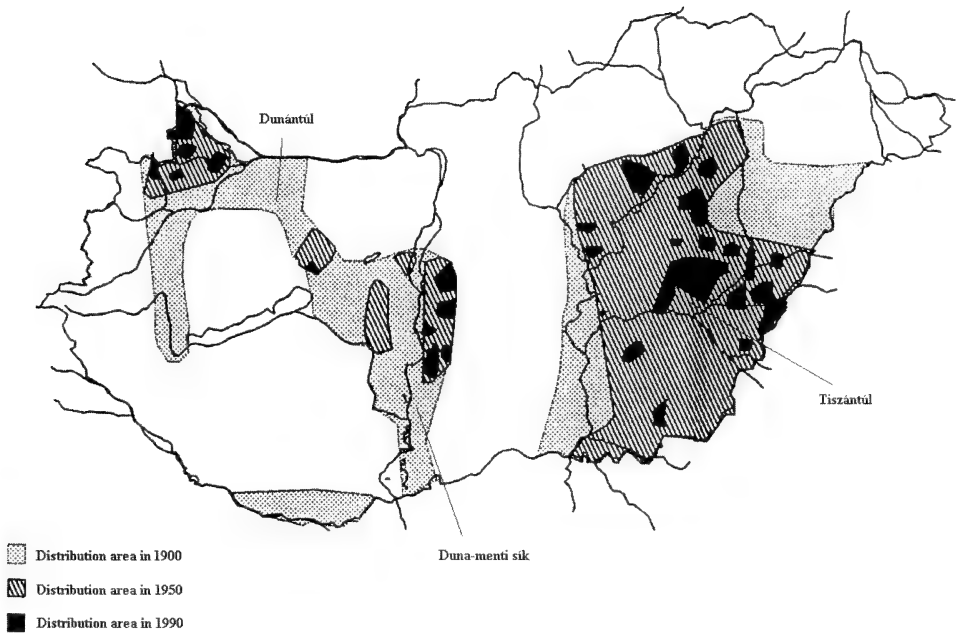 Dunántúl
Tiszántúl
Duna-menti sík
Distribution area in 1900
Distribution area in 1950
Distribution area in 1990